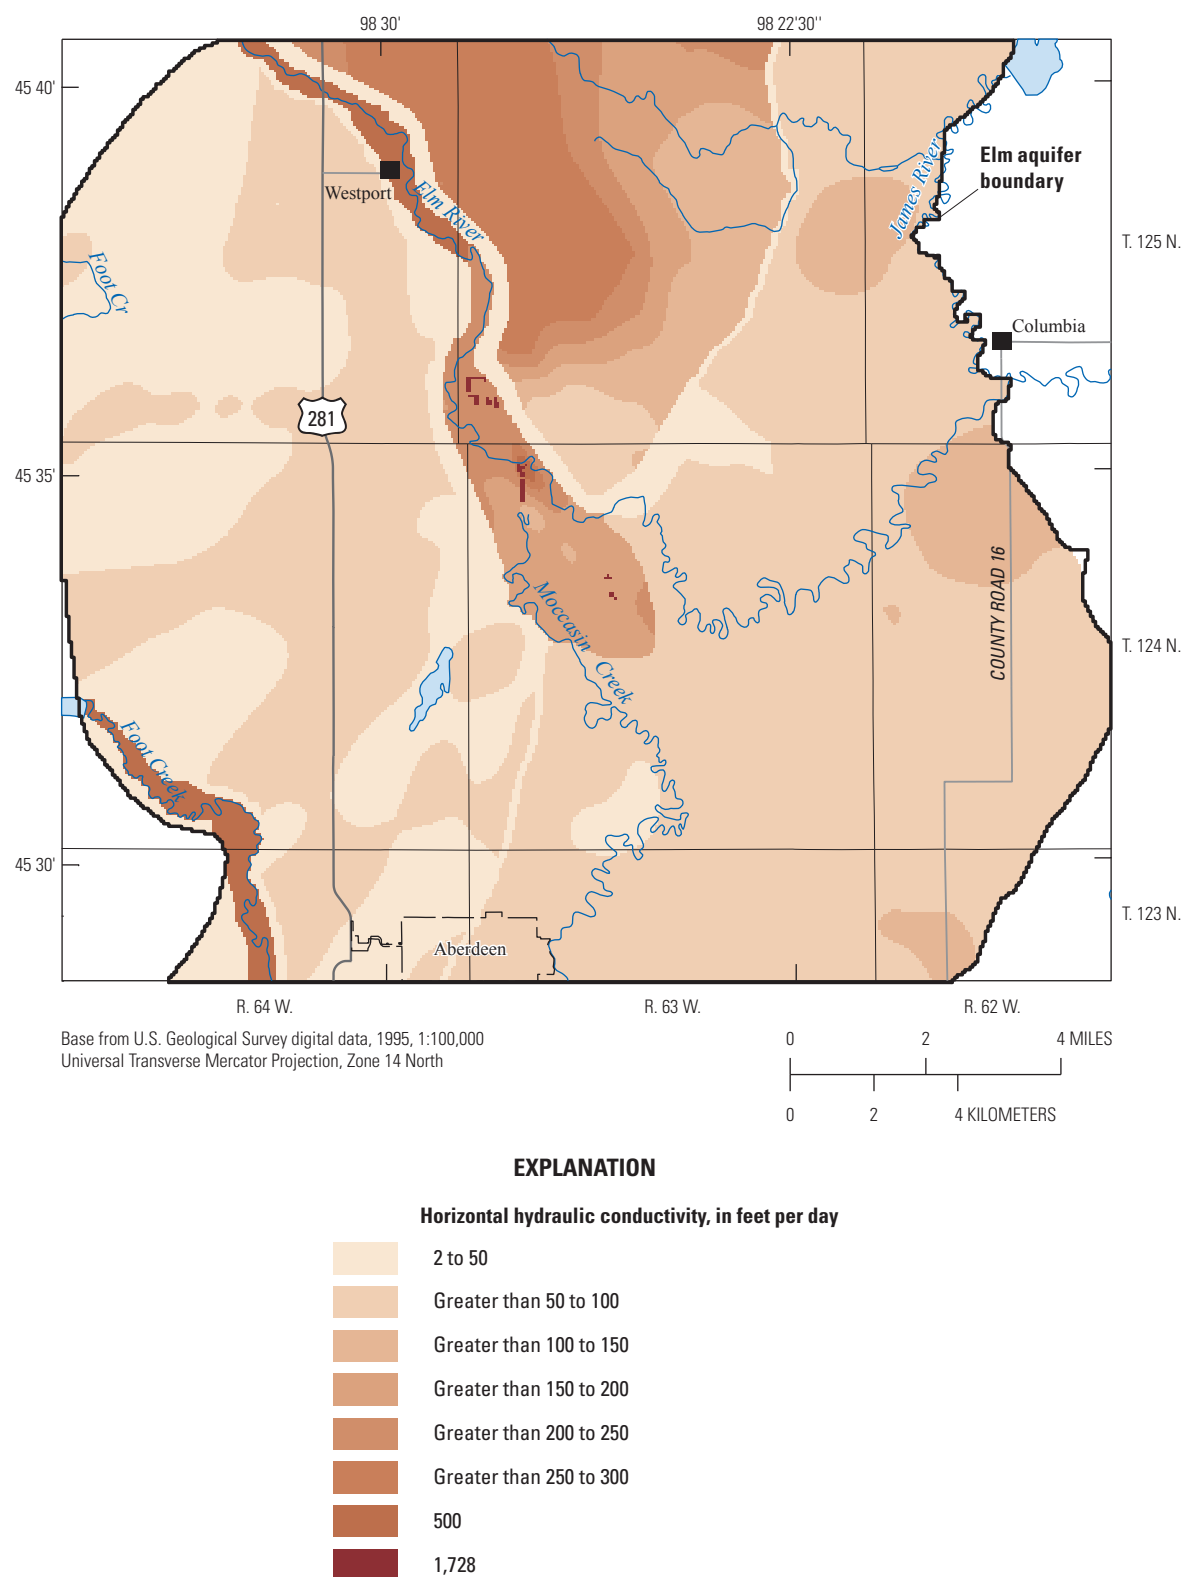 98 30'
98 22'30''
45 40'
Elm aquifer
boundary
James River
Westport
Elm River
T. 125 N.
Foot Cr
Columbia
281
45 35'
COUNTY ROAD 16
Moccasin Creek
T. 124 N.
Foot Creek
45 30'
T. 123 N.
Aberdeen
R. 64 W.
R. 63 W.
R. 62 W.
Base from U.S. Geological Survey digital data, 1995, 1:100,000
Universal Transverse Mercator Projection, Zone 14 North
0 2 4 MILES
0 2 4 KILOMETERS
EXPLANATION
Horizontal hydraulic conductivity, in feet per day
2 to 50
Greater than 50 to 100
Greater than 100 to 150
Greater than 150 to 200
Greater than 200 to 250
Greater than 250 to 300
500
1,728